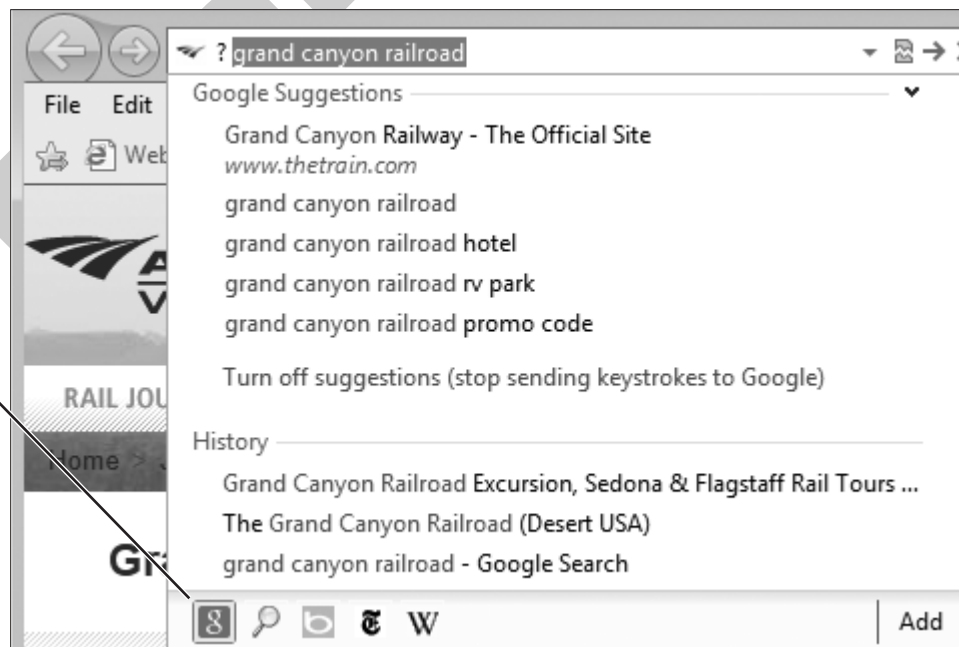 ? grand canyon railroad
File Edit
Google Suggestions
Grand Canyon Railway - The Official Site
www.thetrain.com
grand canyon railroad
grand canyon railroad hotel
grand canyon railroad rv park
grand canyon railroad promo code
Turn off suggestions (stop sending keystrokes to Google)
RAIL JOU
History
Home >
Grand Canyon Railroad Excursion, Sedona & Flagstaff Rail Tours ...
The Grand Canyon Railroad (Desert USA)
grand canyon railroad - Google Search
Gra
g b T W
Add